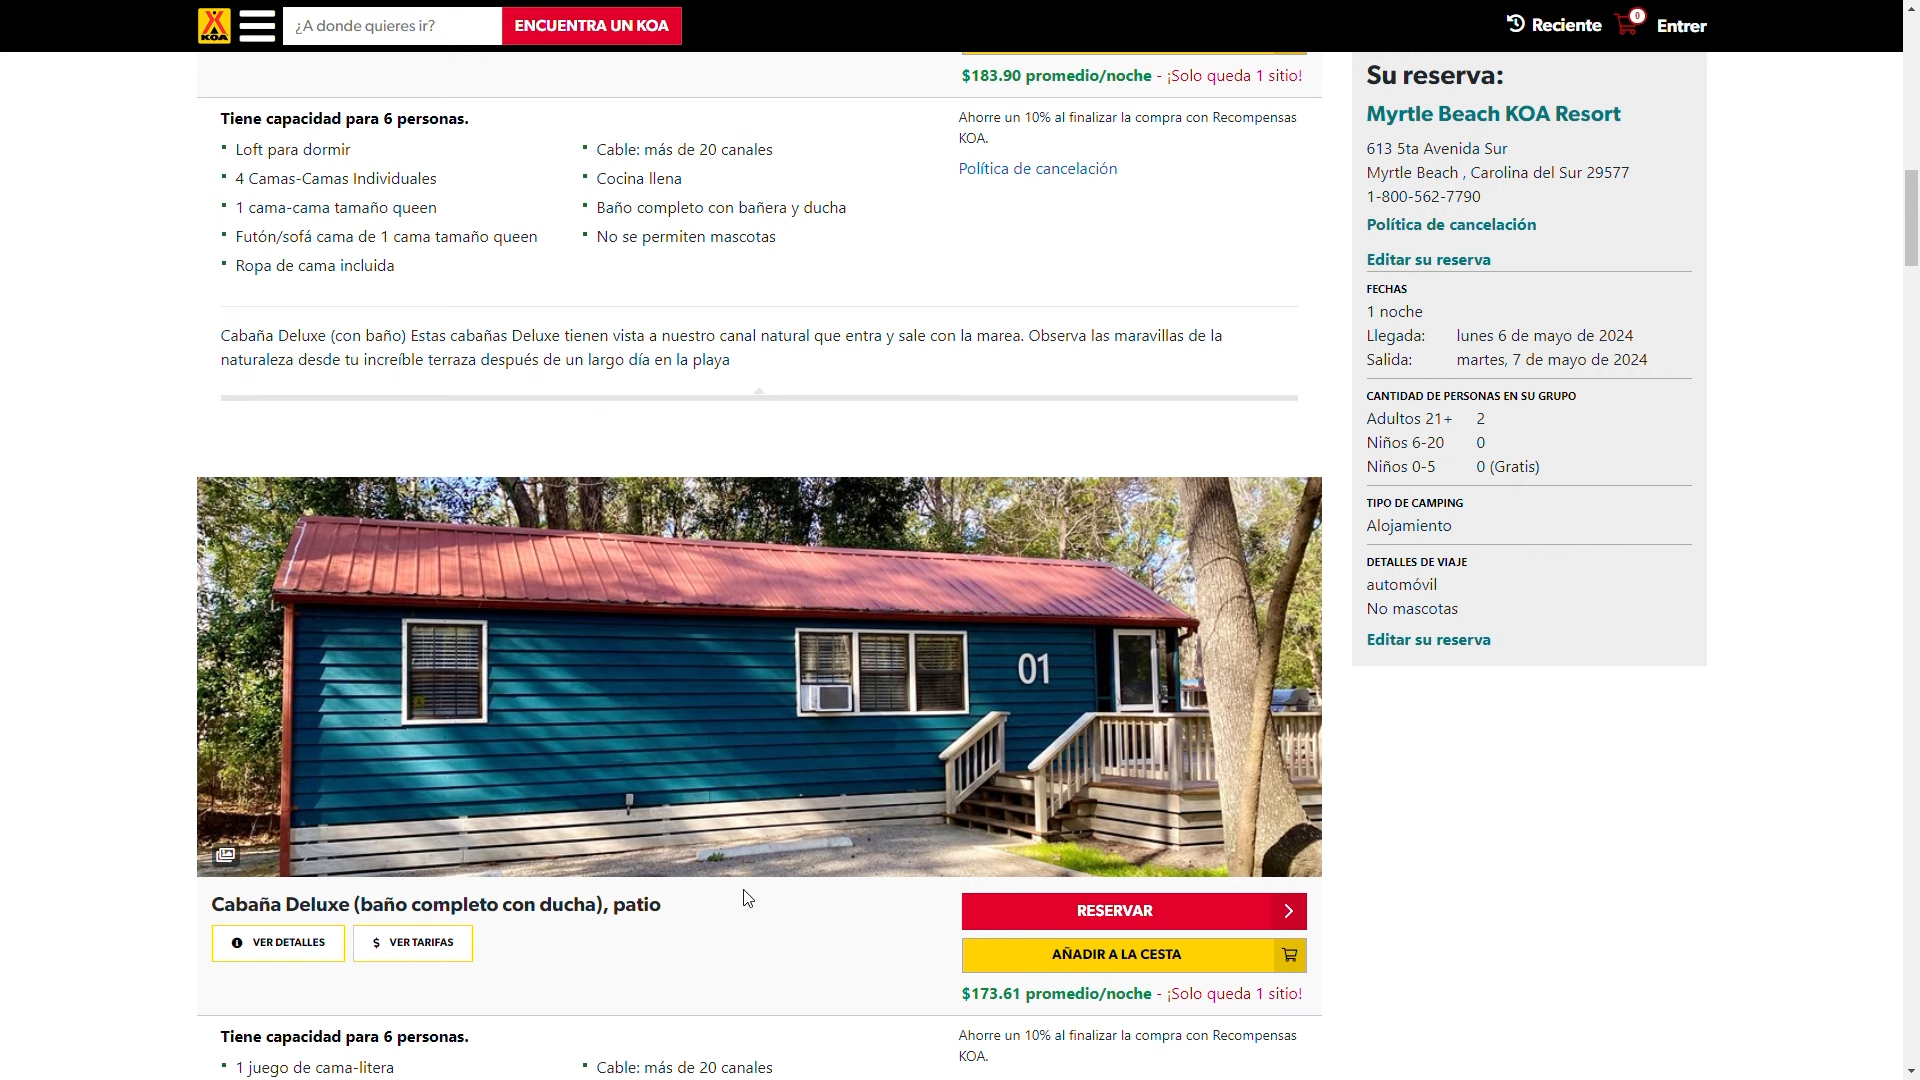 KOA
¿A donde quieres ir?
ENCUENTRA UN KOA
Reciente
0
Entrer
$183.90 promedio/noche - ¡Solo queda 1 sitio!
Tiene capacidad para 6 personas.
Loft para dormir
4 Camas-Camas Individuales
1 cama-cama tamaño queen
Futón/sofá cama de 1 cama tamaño queen
Ropa de cama incluida
Cable: más de 20 canales
Cocina llena
Baño completo con bañera y ducha
No se permiten mascotas
Ahorre un 10% al finalizar la compra con Recompensas
KOA.
Política de cancelación
Cabaña Deluxe (con baño) Estas cabañas Deluxe tienen vista a nuestro canal natural que entra y sale con la marea. Observa las maravillas de la
naturaleza desde tu increíble terraza después de un largo día en la playa
01
Cabaña Deluxe (baño completo con ducha), patio
VER DETALLES
$ VER TARIFAS
RESERVAR
AÑADIR A LA CESTA
$173.61 promedio/noche - ¡Solo queda 1 sitio!
Tiene capacidad para 6 personas.
1 juego de cama-litera
Cable: más de 20 canales
Ahorre un 10% al finalizar la compra con Recompensas
KOA.
Su reserva:
Myrtle Beach KOA Resort
613 5ta Avenida Sur
Myrtle Beach , Carolina del Sur 29577
1-800-562-7790
Política de cancelación
Editar su reserva
FECHAS
1 noche
Llegada: lunes 6 de mayo de 2024
Salida: martes, 7 de mayo de 2024
CANTIDAD DE PERSONAS EN SU GRUPO
Adultos 21+ 2
Niños 6-20 0
Niños 0-5 0 (Gratis)
TIPO DE CAMPING
Alojamiento
DETALLES DE VIAJE
automóvil
No mascotas
Editar su reserva